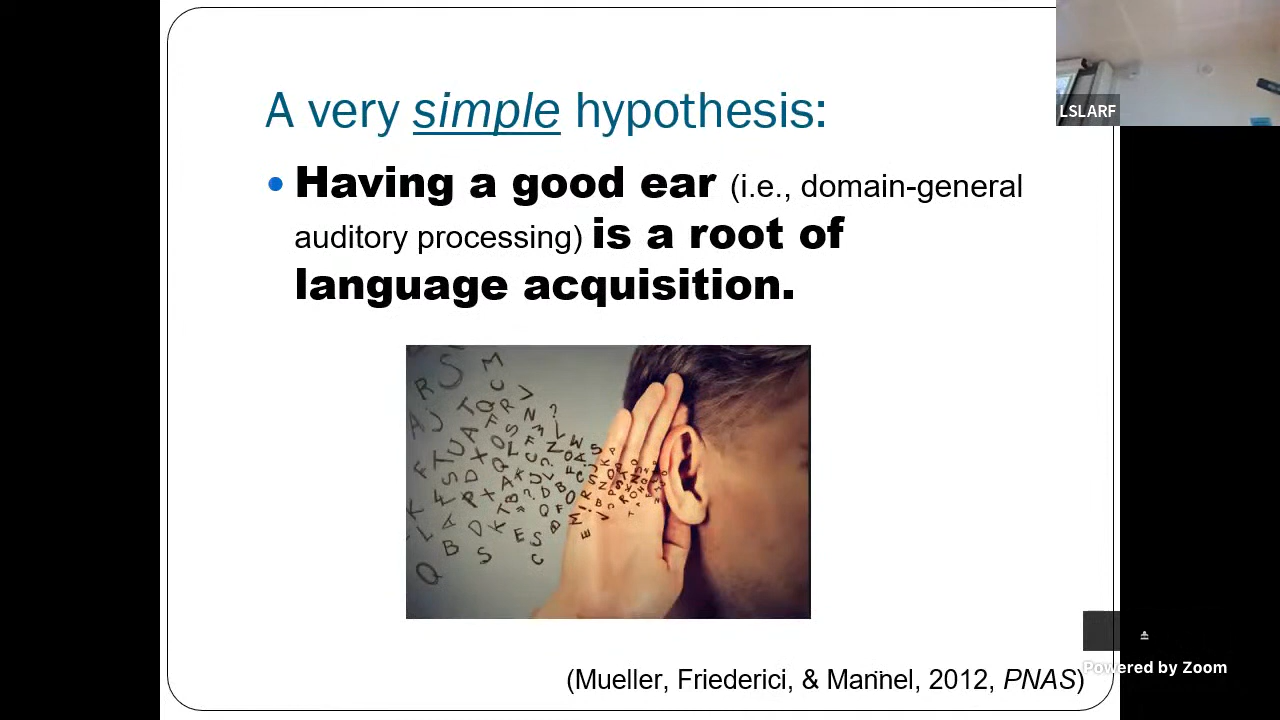 A very simple hypothesis:
LSLARF
• Having a good ear (i.e., domain-general
auditory processing) is a root of
language acquisition.
(Mueller, Friederici, & Männel, 2012, PNAS)
Powered by Zoom